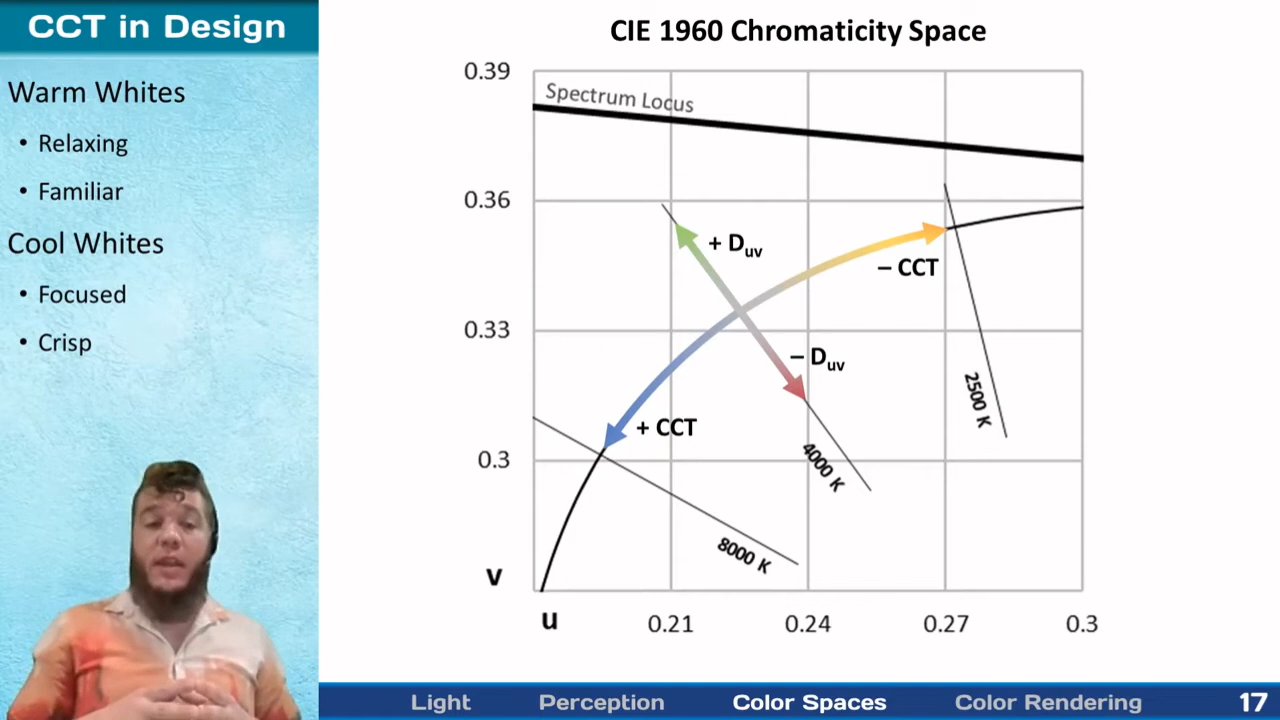 CCT in Design
Warm Whites
• Relaxing
• Familiar
Cool Whites
• Focused
• Crisp
CIE 1960 Chromaticity Space
0.39
Spectrum Locus
0.36
+ Duv
– CCT
0.33
– Duv
2500 K
+ CCT
4000 K
0.3
8000 K
v
u
0.21
0.24
0.27
0.3
Light
Perception
Color Spaces
Color Rendering
17